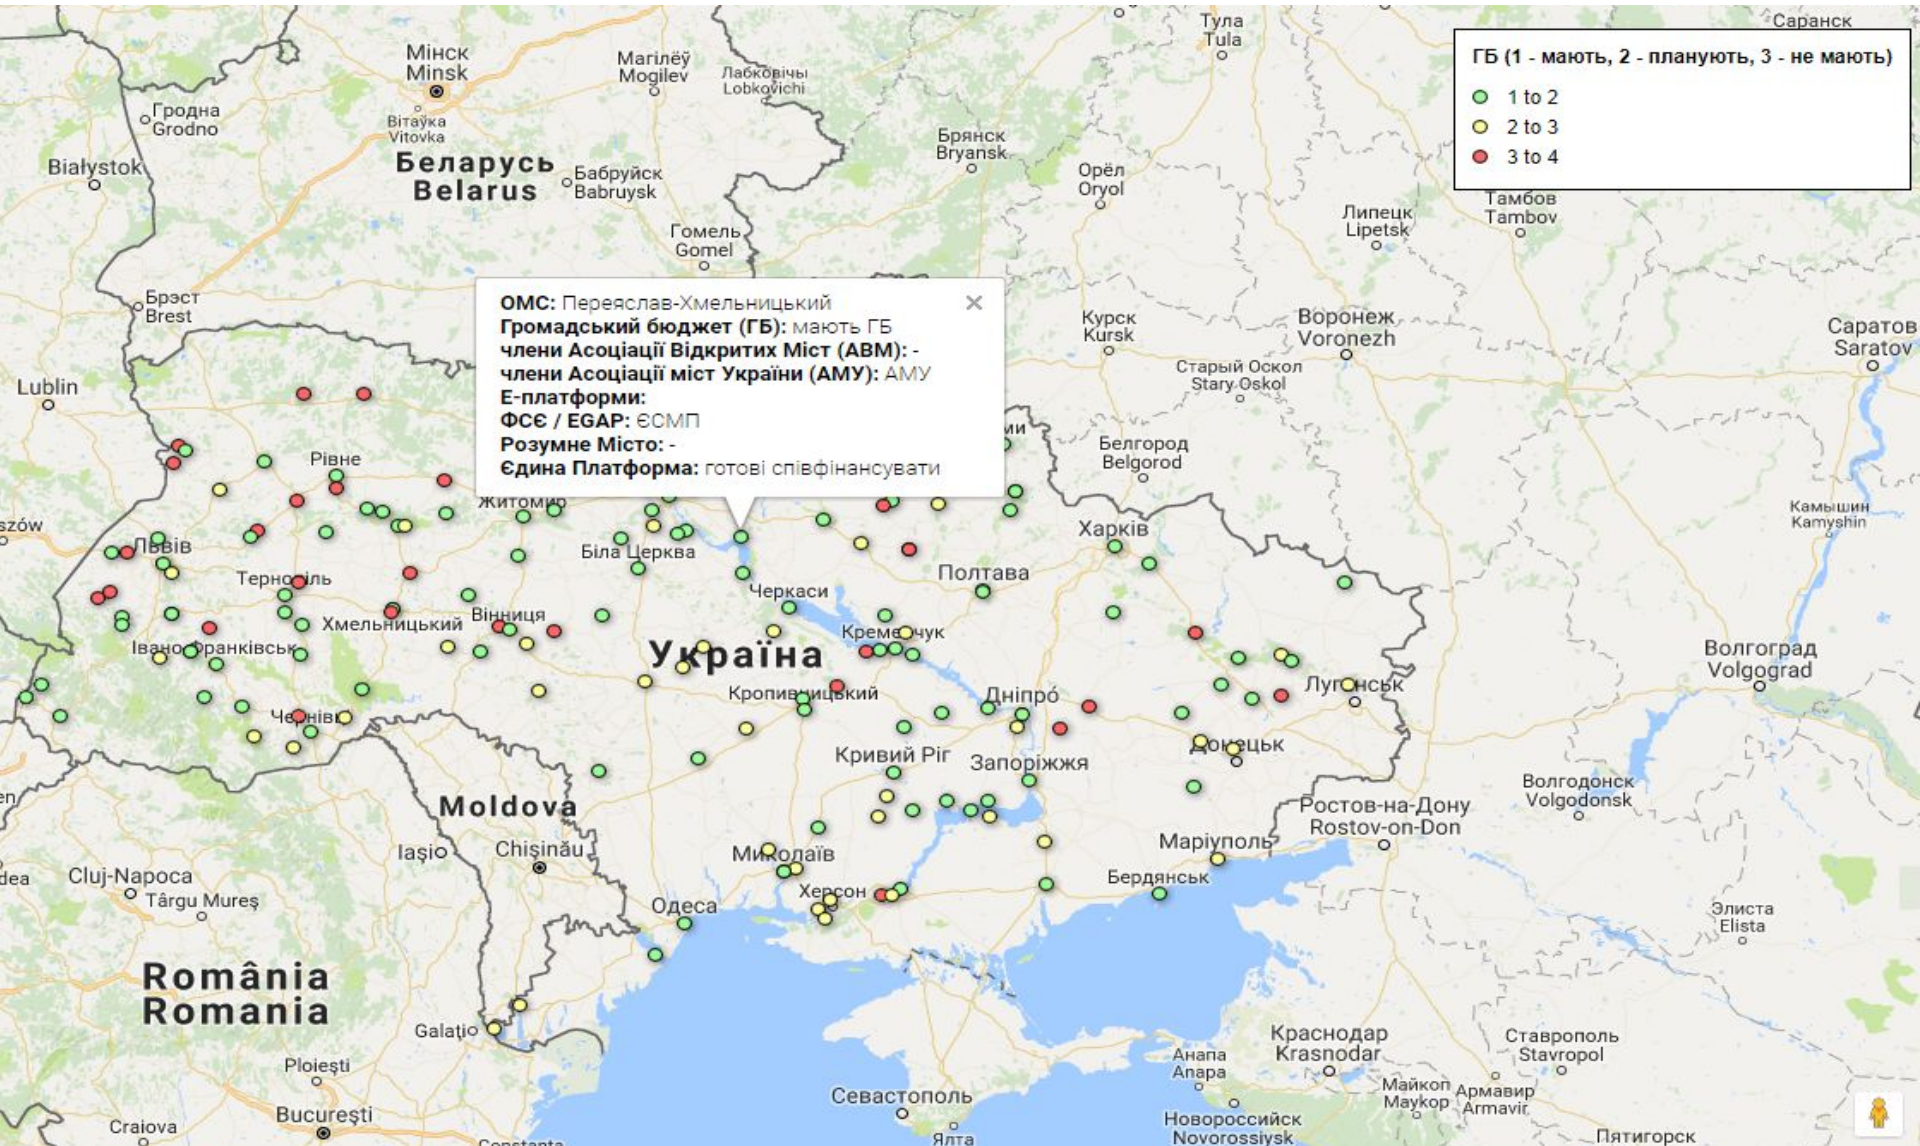 Тула
Tula
Саранск
Мінск
Minsk
Магілёў
Mogilev
Лабковічы
Lobkovichi
ГБ (1 - мають, 2 - планують, 3 - не мають)
1 to 2
2 to 3
3 to 4
Гродна
Grodno
Вітаўка
Vitovka
Białystok
Беларусь
Belarus
Бабруйск
Babruysk
Брянск
Bryansk
Орёл
Oryol
Липецк
Lipetsk
Тамбов
Tambov
Гомель
Gomel
Брэст
Brest
ОМС: Переяслав-Хмельницький
Громадський бюджет (ГБ): мають ГБ
члени Асоціації Відкритих Міст (АВМ): -
члени Асоціації міст України (АМУ): АМУ
Е-платформи:
ФСЄ / EGAP: ЄСМП
Розумне Місто: -
Єдина Платформа: готові співфінансувати
Курск
Kursk
Воронеж
Voronezh
Саратов
Saratov
Старый Оскол
Stary Oskol
Lublin
Белгород
Belgorod
Рівне
Житомир
Камышин
Kamyshin
Харків
Львів
Біла Церква
Полтава
Тернопіль
Черкаси
Хмельницький
Вінниця
Кременчук
Івано-Франківськ
Україна
Волгоград
Volgograd
Кропивницький
Дніпро
Луганськ
Чернівці
Донецьк
Кривий Ріг
Запоріжжя
Волгодонск
Volgodonsk
Moldova
Ростов-на-Дону
Rostov-on-Don
Iași
Chișinău
Миколаїв
Маріуполь
Cluj-Napoca
Târgu Mureș
Херсон
Бердянськ
Одеса
Элиста
Elista
România
Romania
Galați
Краснодар
Krasnodar
Ставрополь
Stavropol
Ploiești
Анапа
Anapa
Майкоп
Maykop
Армавир
Armavir
Севастополь
București
Craiova
Новороссийск
Novorossiysk
Ялта
Пятигорск
Constanța